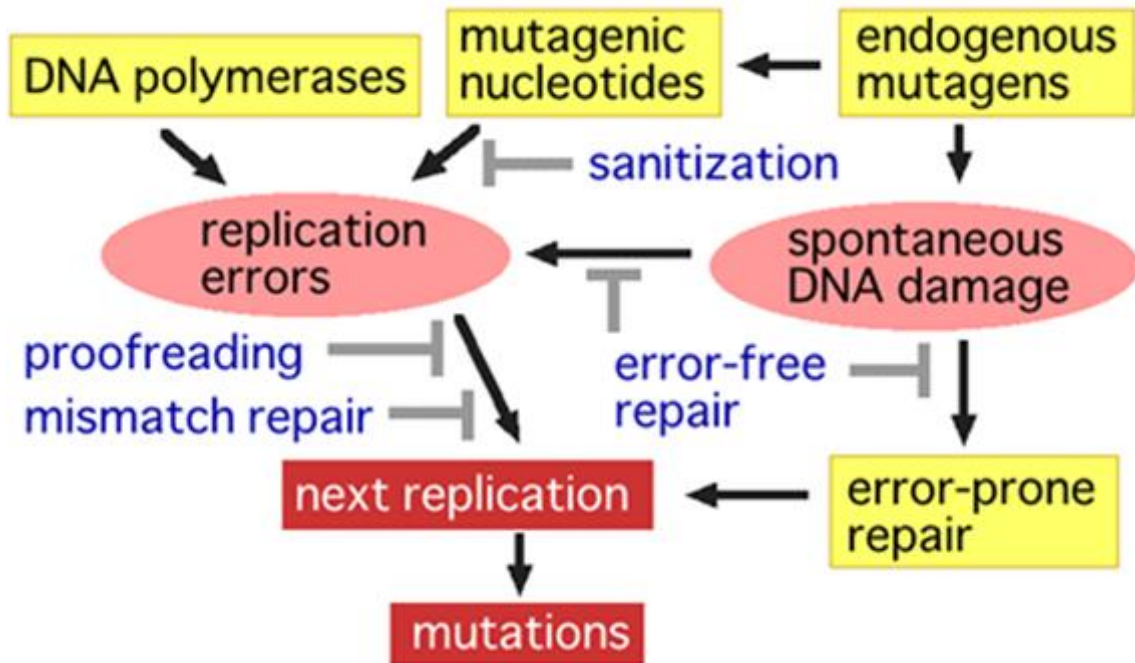 DNA polymerases
mutagenic
nucleotides
endogenous
mutagens
sanitization
replication
errors
spontaneous
DNA damage
proofreading
mismatch repair
error-free
repair
next replication
error-prone
repair
mutations